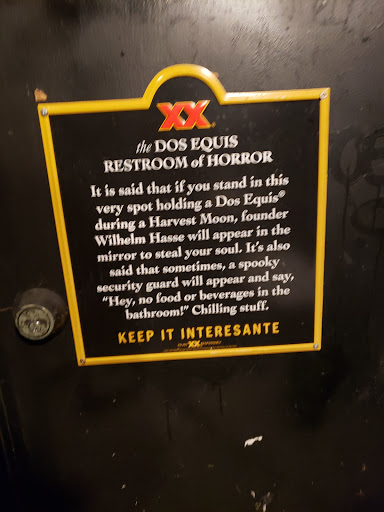 XX
the DOS EQUIS
RESTROOM of HORROR
It is said that if you stand in this
very spot holding a Dos Equis®
during a Harvest Moon, founder
Wilhelm Hasse will appear in the
mirror to steal your soul. It's also
said that sometimes, a spooky
security guard will appear and say,
"Hey, no food or beverages in the
bathroom!" Chilling stuff.
KEEP IT INTERESANTE
XX